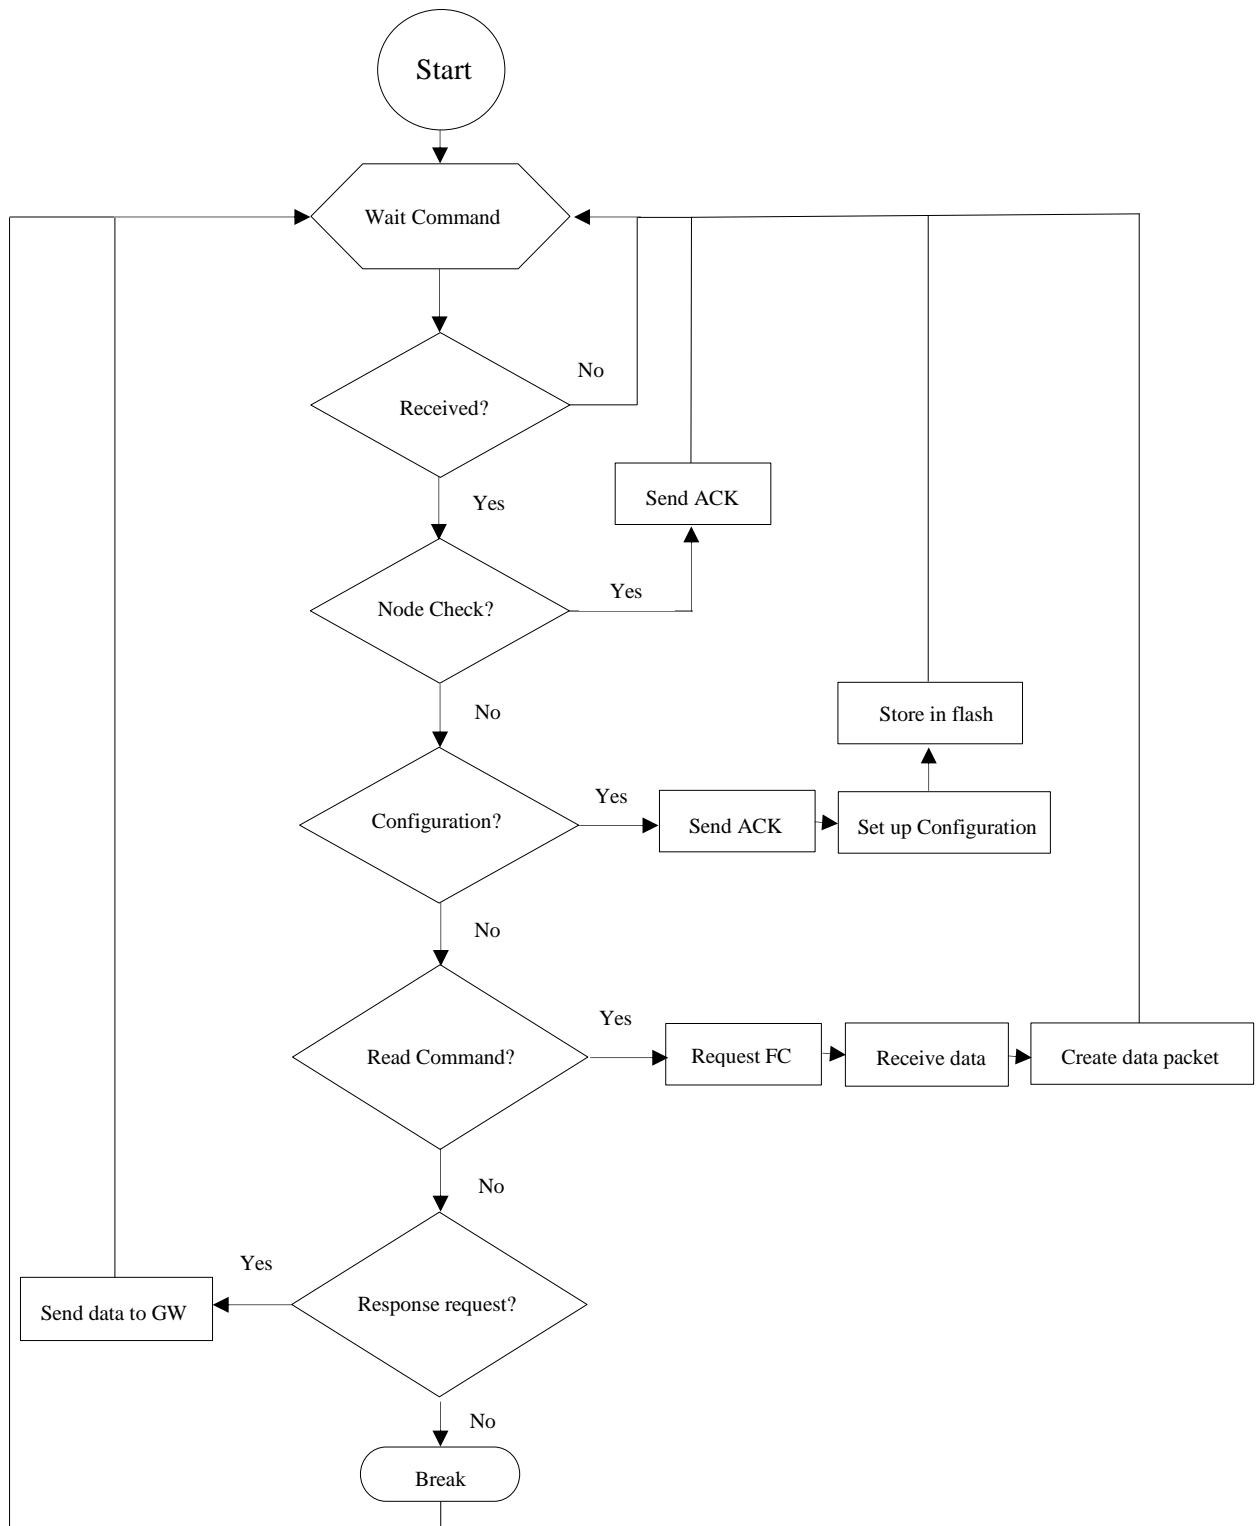 Start
Wait Command
No
Received?
Yes
Send ACK
Node Check?
Yes
No
Store in flash
Configuration?
Yes
Send ACK
Set up Configuration
No
Read Command?
Yes
Request FC
Receive data
Create data packet
No
Yes
Send data to GW
Response request?
No
Break